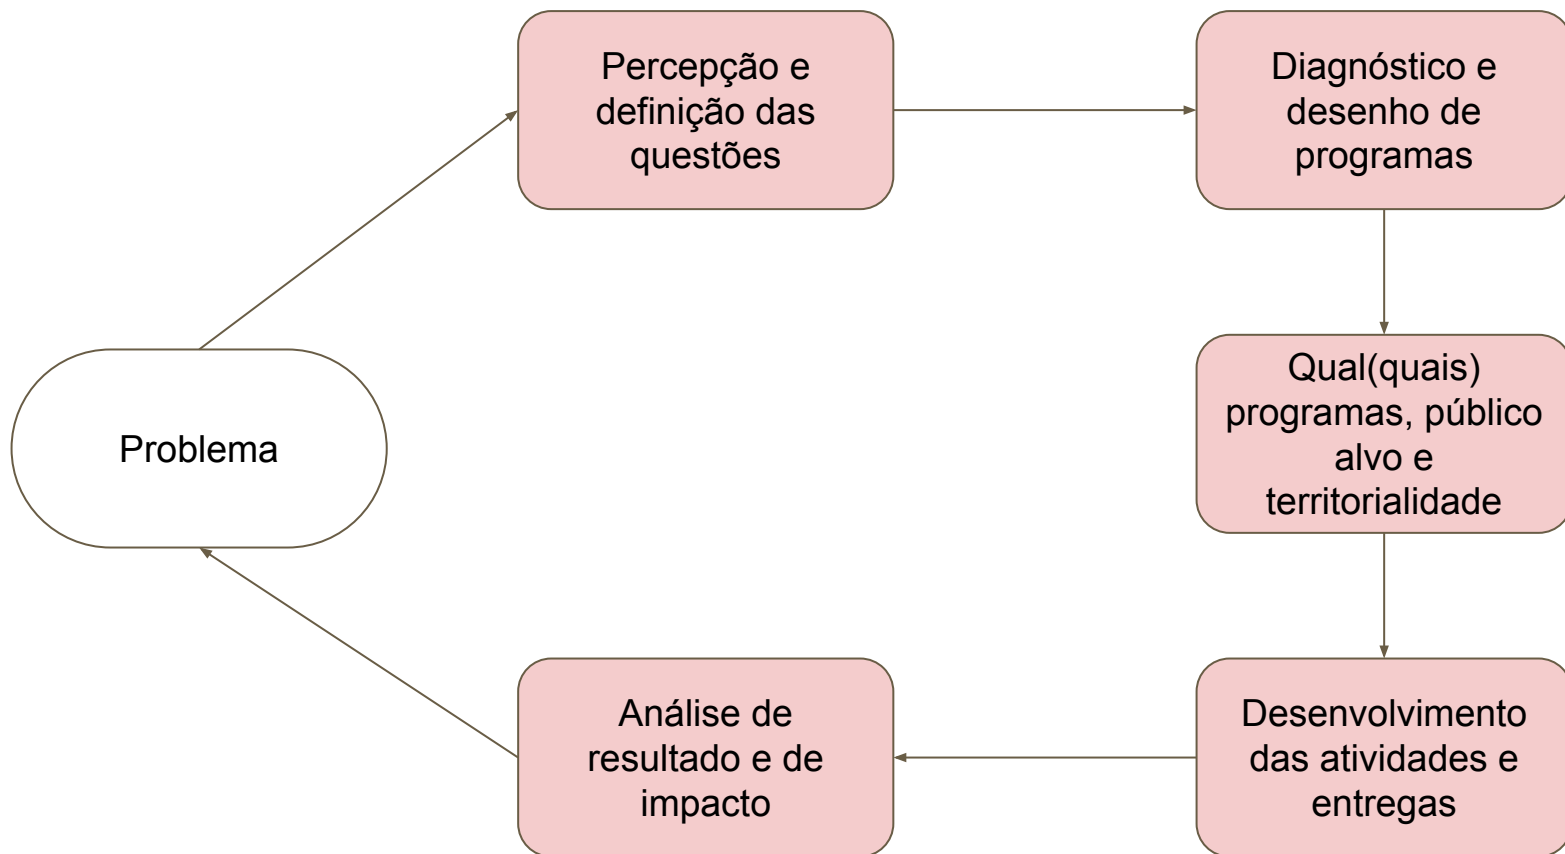 Percepção e
definição das
questões
Diagnóstico e
desenho de
programas
Problema
Qual(quais)
programas, público
alvo e
territorialidade
Análise de
resultado e de
impacto
Desenvolvimento
das atividades e
entregas